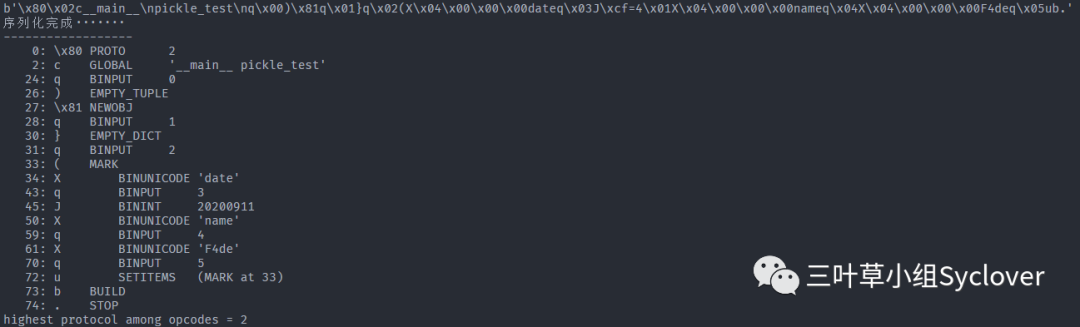 b'\x80\x02c__main__\npickle_test\nq\x00)\x81q\x01}q\x02(X\x04\x00\x00\x00dateq\x03J\xcf=4\x01X\x04\x00\x00\x00nameq\x04X\x04\x00\x00\x00F4deq\x05ub.'
序列化完成·······
------------------
0: \x80 PROTO      2
2: c    GLOBAL     '__main__ pickle_test'
24: q    BINPUT     0
26: )    EMPTY_TUPLE
27: \x81 NEWOBJ
28: q    BINPUT     1
30: }    EMPTY_DICT
31: q    BINPUT     2
33: (    MARK
34: X        BINUNICODE 'date'
43: q        BINPUT     3
45: J        BININT     20200911
50: X        BINUNICODE 'name'
59: q        BINPUT     4
61: X        BINUNICODE 'F4de'
70: q        BINPUT     5
72: u        SETITEMS   (MARK at 33)
73: b    BUILD
74: .    STOP
highest protocol among opcodes = 2
三叶草小组Syclover